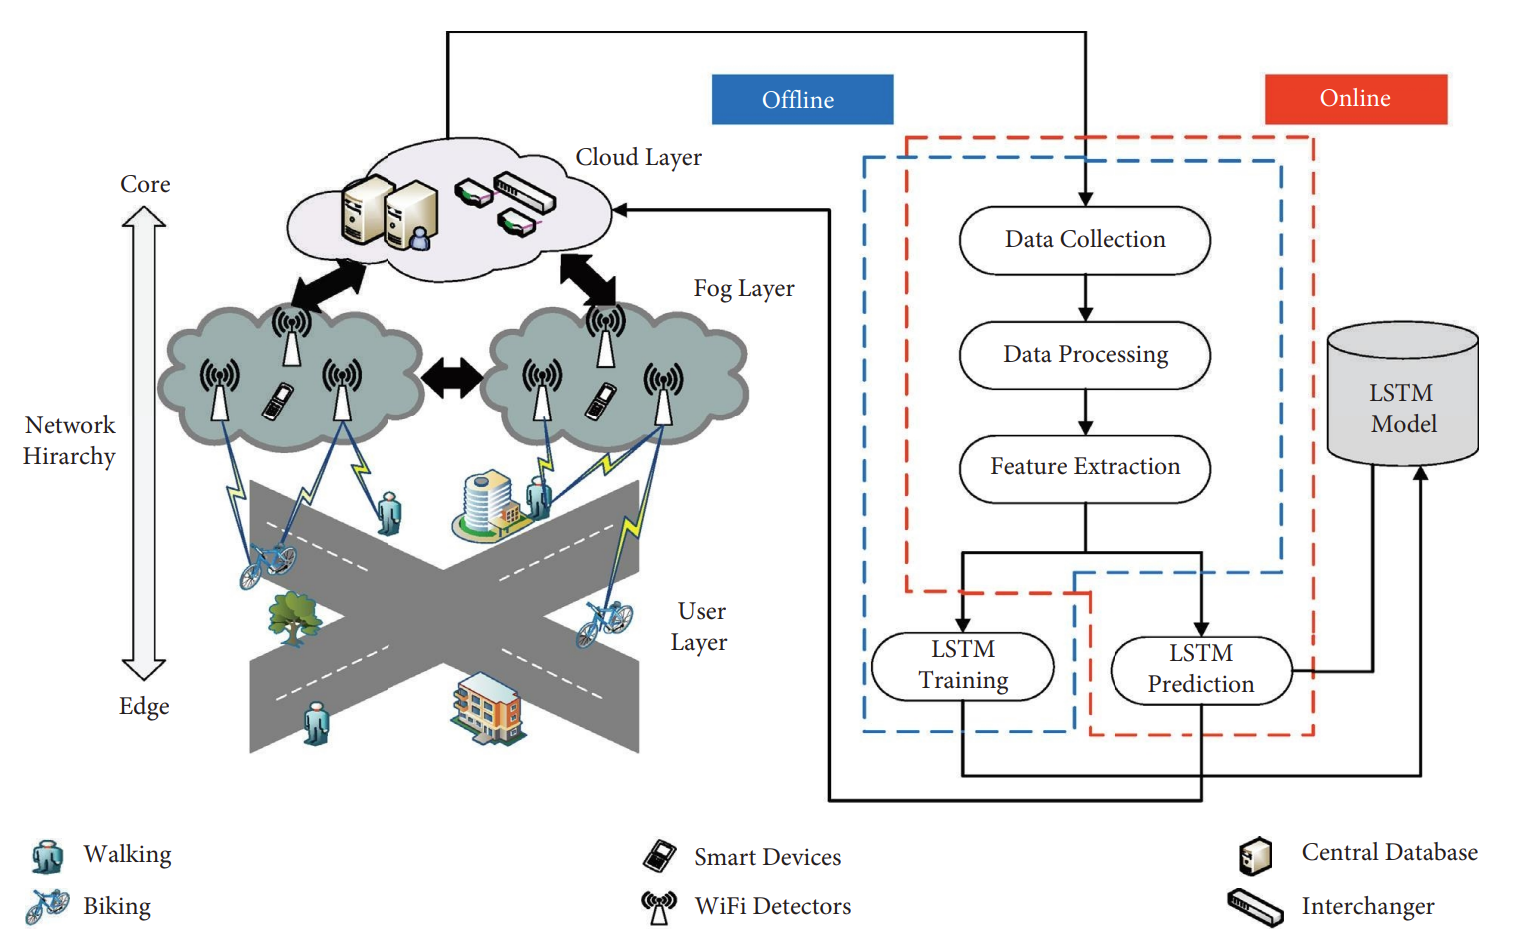 Offline
Online
Cloud Layer
Core
Data Collection
Fog Layer
Data Processing
LSTM
Model
Network
Hirarchy
Feature Extraction
User
Layer
LSTM
Training
LSTM
Prediction
Edge
Walking
Smart Devices
Central Database
Biking
WiFi Detectors
Interchanger